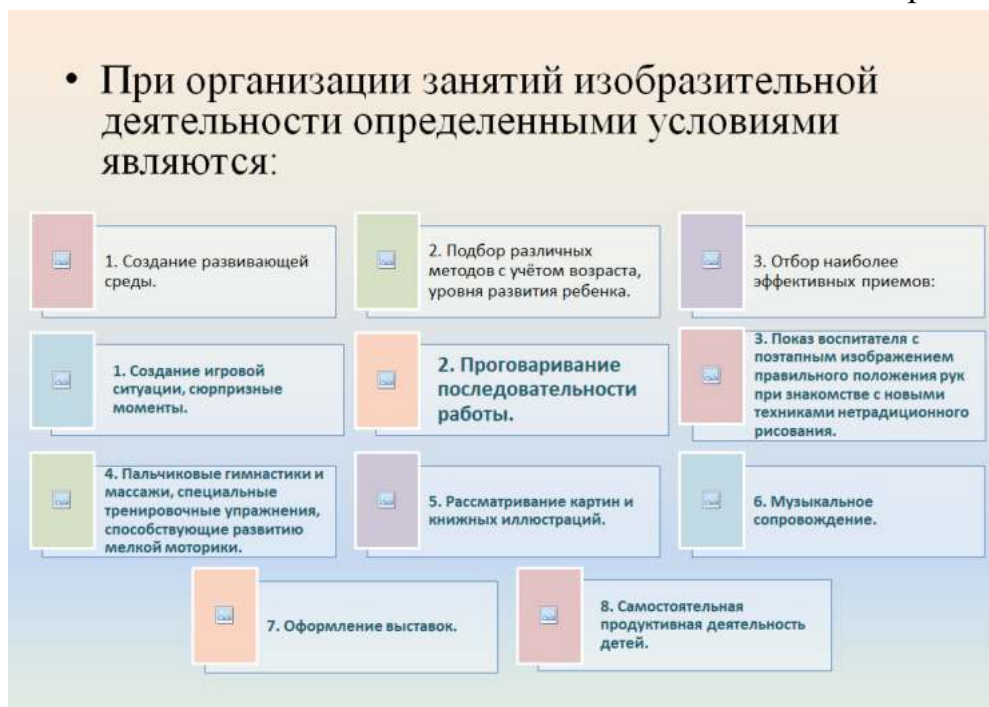 • При организации занятий изобразительной
деятельности определенными условиями
являются:
1. Создание развивающей
среды.
2. Подбор различных
методов с учётом возраста,
уровня развития ребенка.
3. Отбор наиболее
эффективных приемов:
1. Создание игровой
ситуации, сюрпризные
моменты.
2. Проговаривание
последовательности
работы.
3. Показ воспитателя с
поэтапным изображением
правильного положения рук
при знакомстве с новыми
техниками нетрадиционного
рисования.
4. Пальчиковые гимнастики и
массажи, специальные
тренировочные упражнения,
способствующие развитию
мелкой моторики.
5. Рассматривание картин и
книжных иллюстраций.
6. Музыкальное
сопровождение.
7. Оформление выставок.
8. Самостоятельная
продуктивная деятельность
детей.